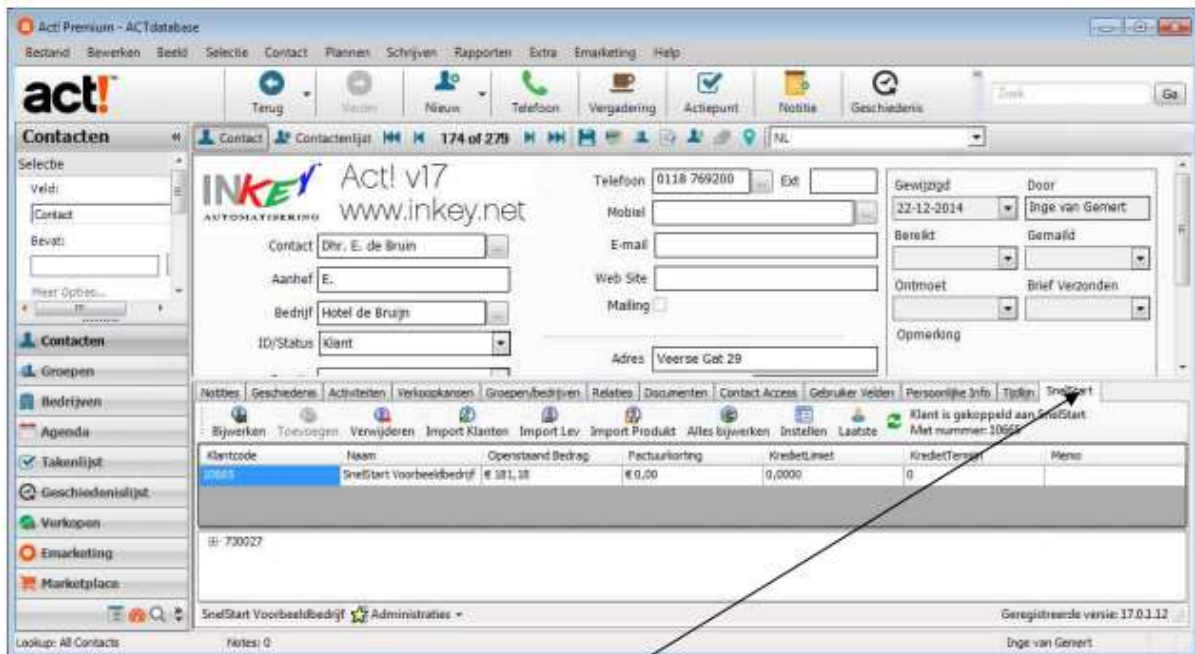 Act! Premium - ACTdatabase
Bestand Bewerken Beeld Selectie Contact Plannen Schrijven Rapporten Extra Emarketing Help
act!
Terug Verder Nieuw Telefoon Vergadering Actiepunt Notitie Geschiedenis Zoek Ga
Contacten
Contact Contactenlijst 174 of 279 NL
Selectie
Veld:
Contact
Bevat:
Meer Opties...
INKEY
AUTOMATISERING
Act! v17
www.inkey.net
Contact Dhr. E. de Bruin
Aanhef E.
Bedrijf Hotel de Bruijn
ID/Status Klant
Telefoon 0118 769200 Ext
Mobiel
E-mail
Web Site
Mailing
Adres Veerse Gat 29
Gewijzigd Door
22-12-2014 Inge van Gemert
Bereikt Gemaild
Ontmoet Brief Verzonden
Opmerking
Contacten
Groepen
Bedrijven
Agenda
Takenlijst
Geschiedenislijst
Verkopen
Emarketing
Marketplace
Notities Geschiedenis Activiteiten Verkoopkansen Groepen/bedrijven Relaties Documenten Contact Access Gebruiker Velden Persoonlijke Info Tijdlijn SnelStart
Bijwerken Toevoegen Verwijderen Import Klanten Import Lev Import Produkt Alles bijwerken Instellen Laatste
Klant is gekoppeld aan SnelStart
Met nummer: 10665
Klantcode Naam Openstaand Bedrag Factuurkorting KredietLimiet KredietTermijn Memo
10665 SnelStart Voorbeeldbedrijf € 181,18 € 0,00 0,0000 0
730027
SnelStart Voorbeeldbedrijf Administraties Geregistreerde versie: 17.0.1.12
Lookup: All Contacts Notes: 0 Inge van Gemert